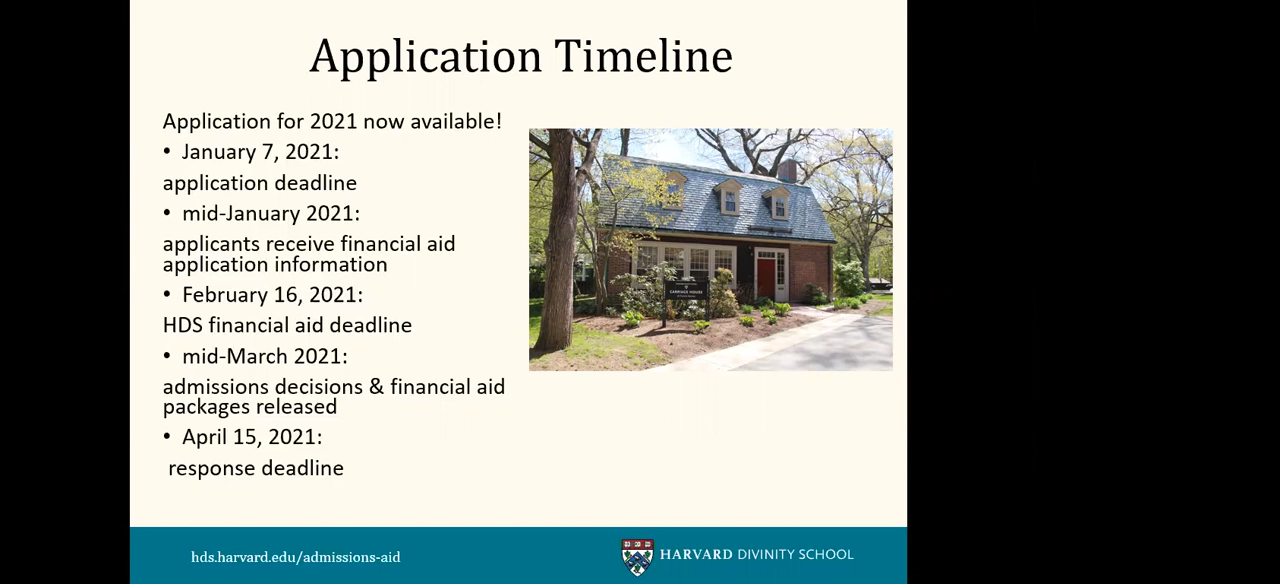 Application Timeline
Application for 2021 now available!
• January 7, 2021:
application deadline
• mid-January 2021:
applicants receive financial aid
application information
• February 16, 2021:
HDS financial aid deadline
• mid-March 2021:
admissions decisions & financial aid
packages released
• April 15, 2021:
response deadline
CARRIAGE HOUSE
hds.harvard.edu/admissions-aid
HARVARD DIVINITY SCHOOL